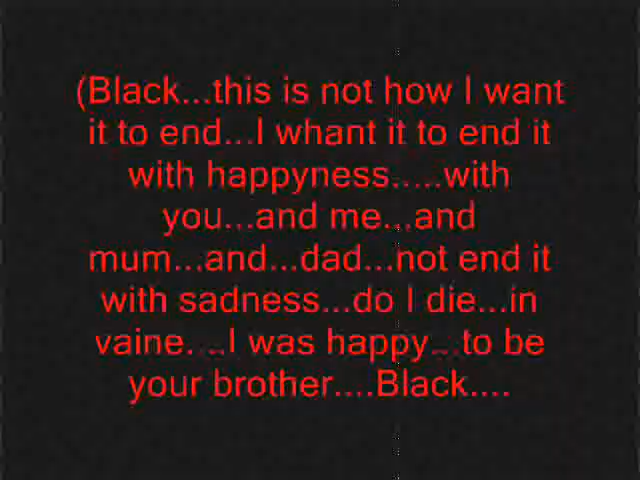 (Black...this is not how I want
it to end...I whant it to end it
with happyness.....with
you...and me...and
mum...and...dad...not end it
with sadness...do I die...in
vaine....I was happy...to be
your brother....Black....